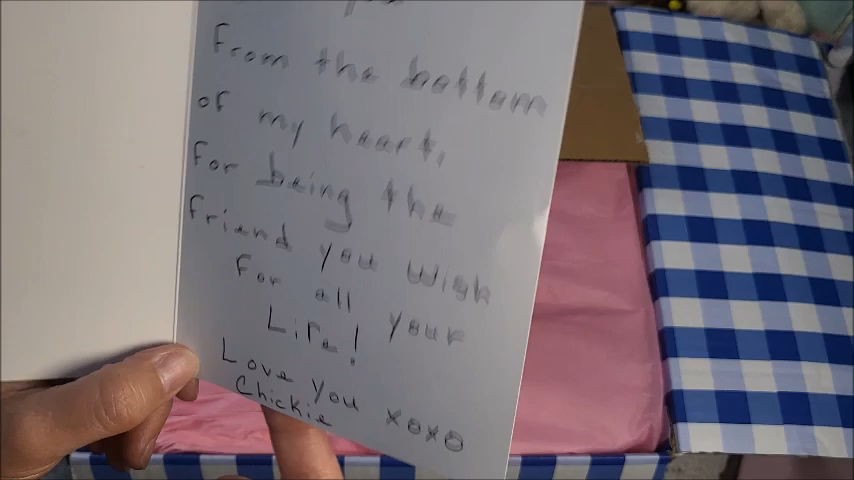 From the bottom
of my heart,
For being the
Friend you wish
For all your
Life!
Love you xoxo
Chickie